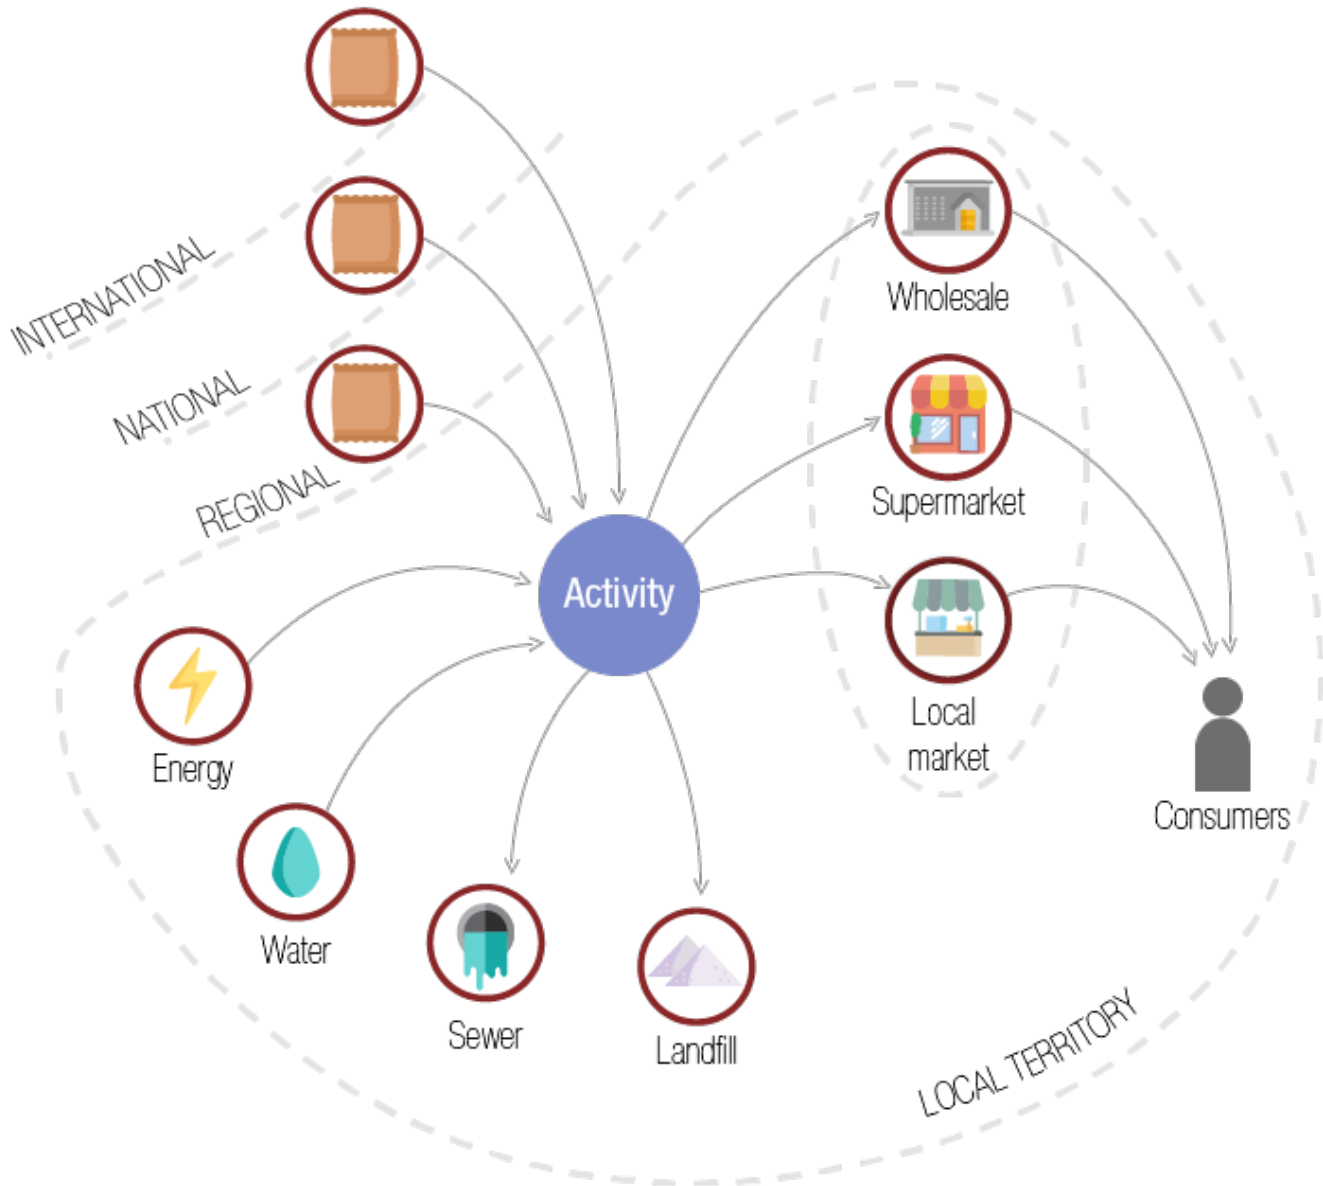 INTERNATIONAL
NATIONAL
REGIONAL
Wholesale
Supermarket
Activity
Local
market
Energy
Water
Sewer
Landfill
Consumers
LOCAL TERRITORY